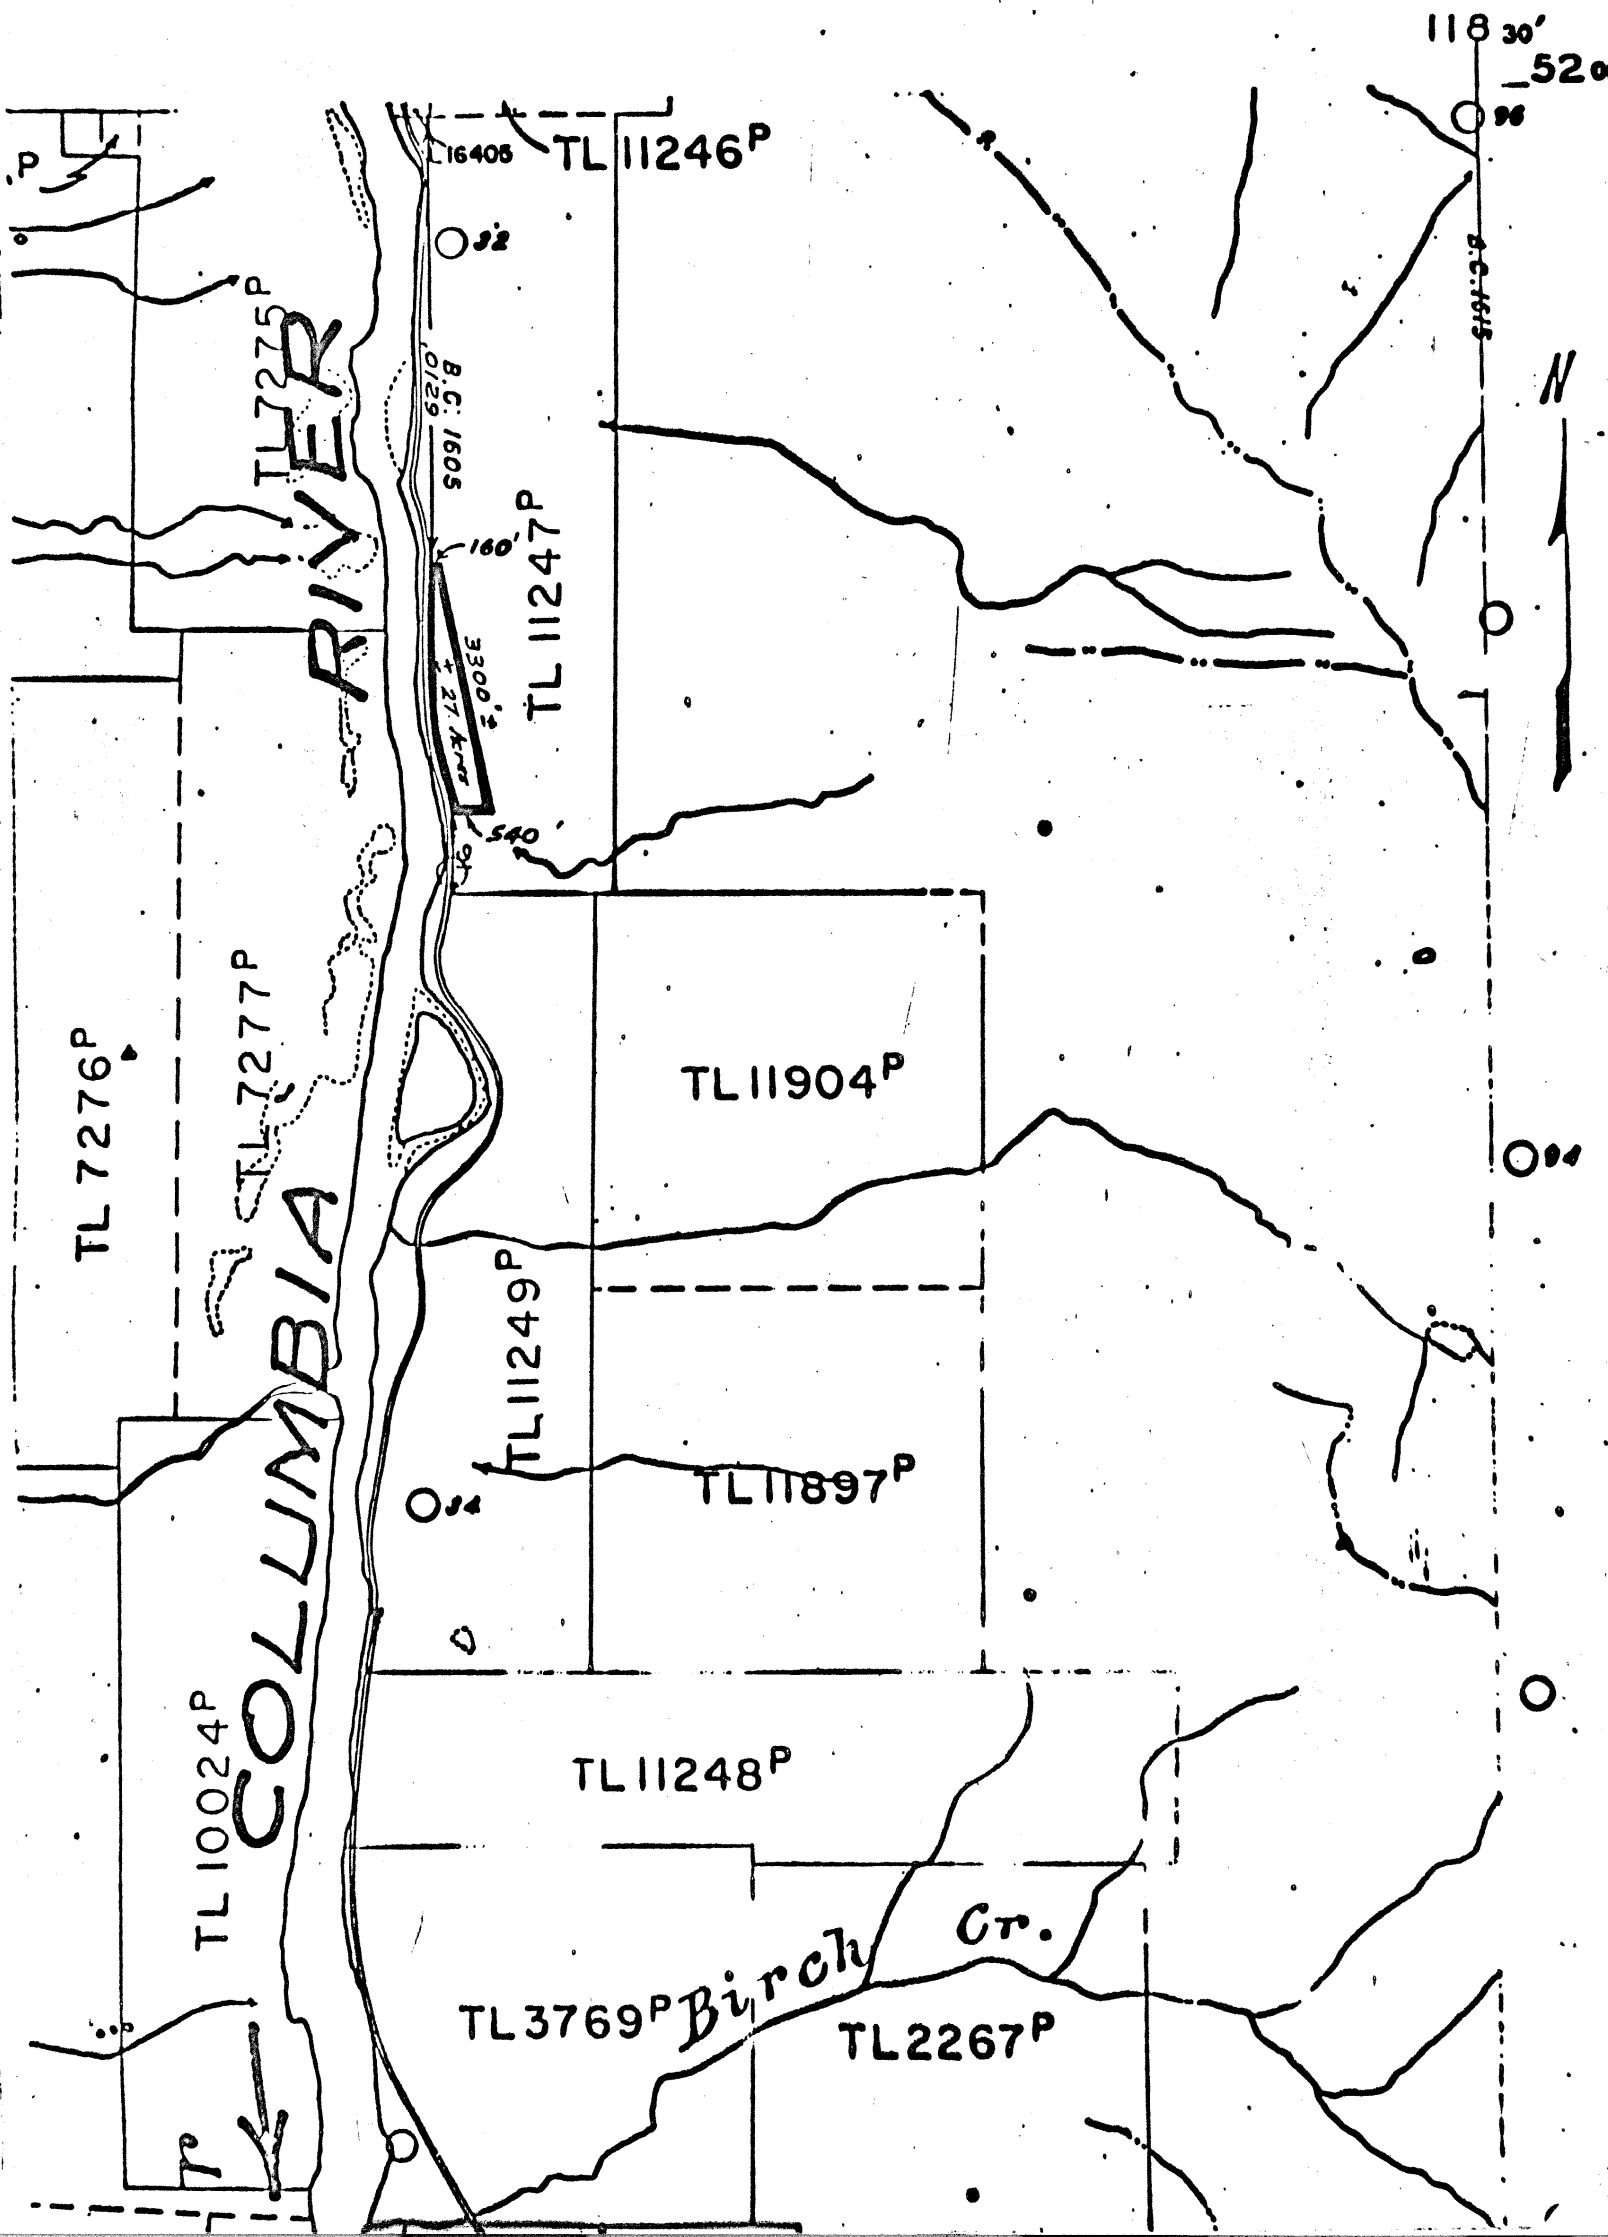 118 30'
52
96
P
16405
TL 11246P
32
B.C. 1615
N
TL 7275P
RIVER
B.C. 1605
0129
160'
TL 11247P
3300' ±
± 27 Acres
540'
TL 7276P
TL 7277P
TL 11904P
94
COLUMBIA
TL 11249P
TL 11897P
34
TL 10024P
TL 11248P
Birch Cr.
TL 3769P
TL 2267P
r